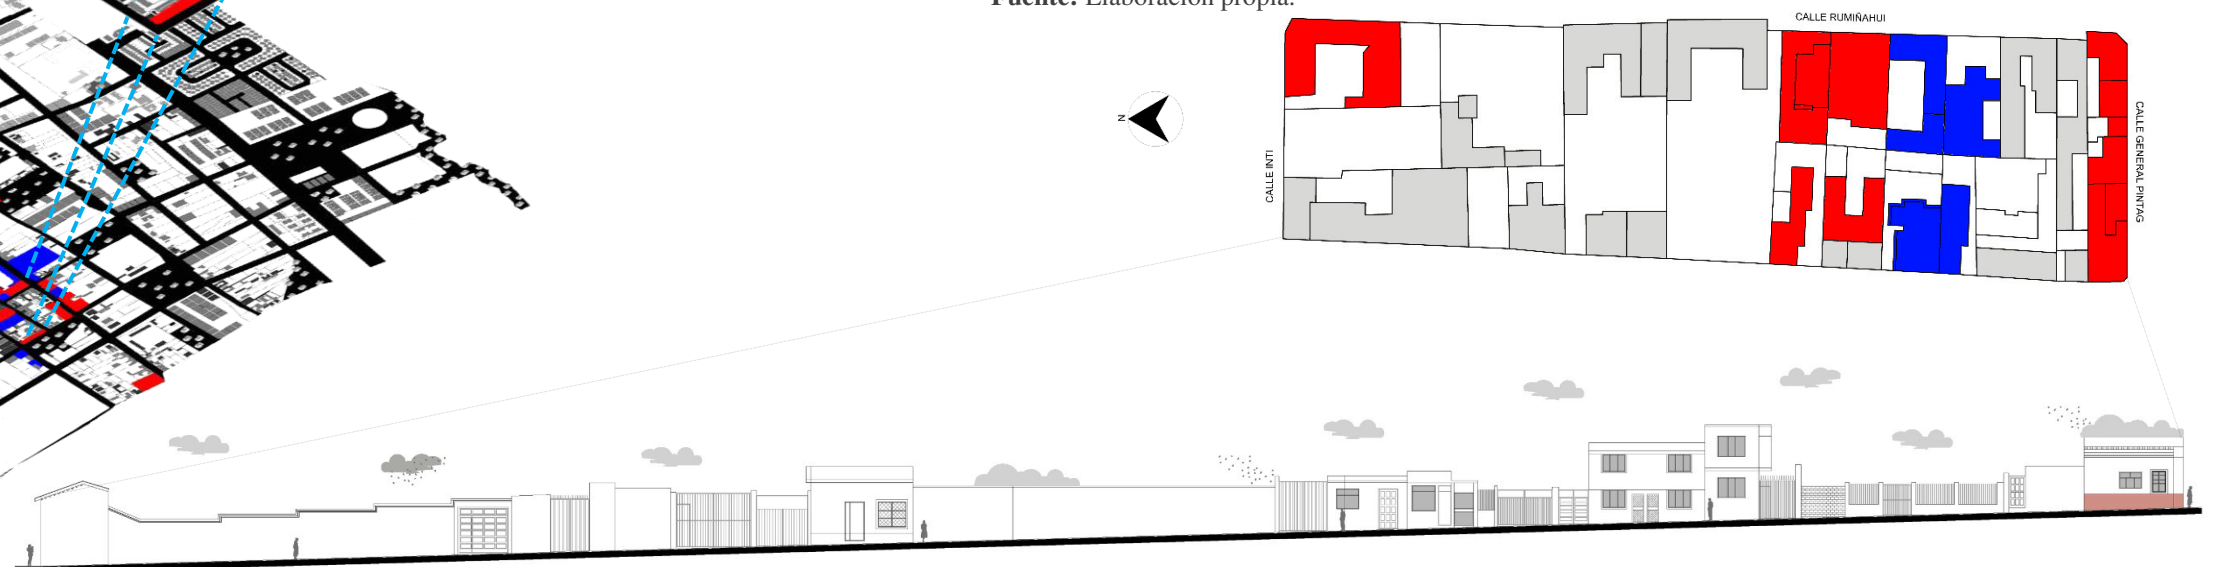 Fuente: Elaboración propia.
CALLE RUMIÑAHUI
N
CALLE INTI
CALLE GENERAL PINTAG